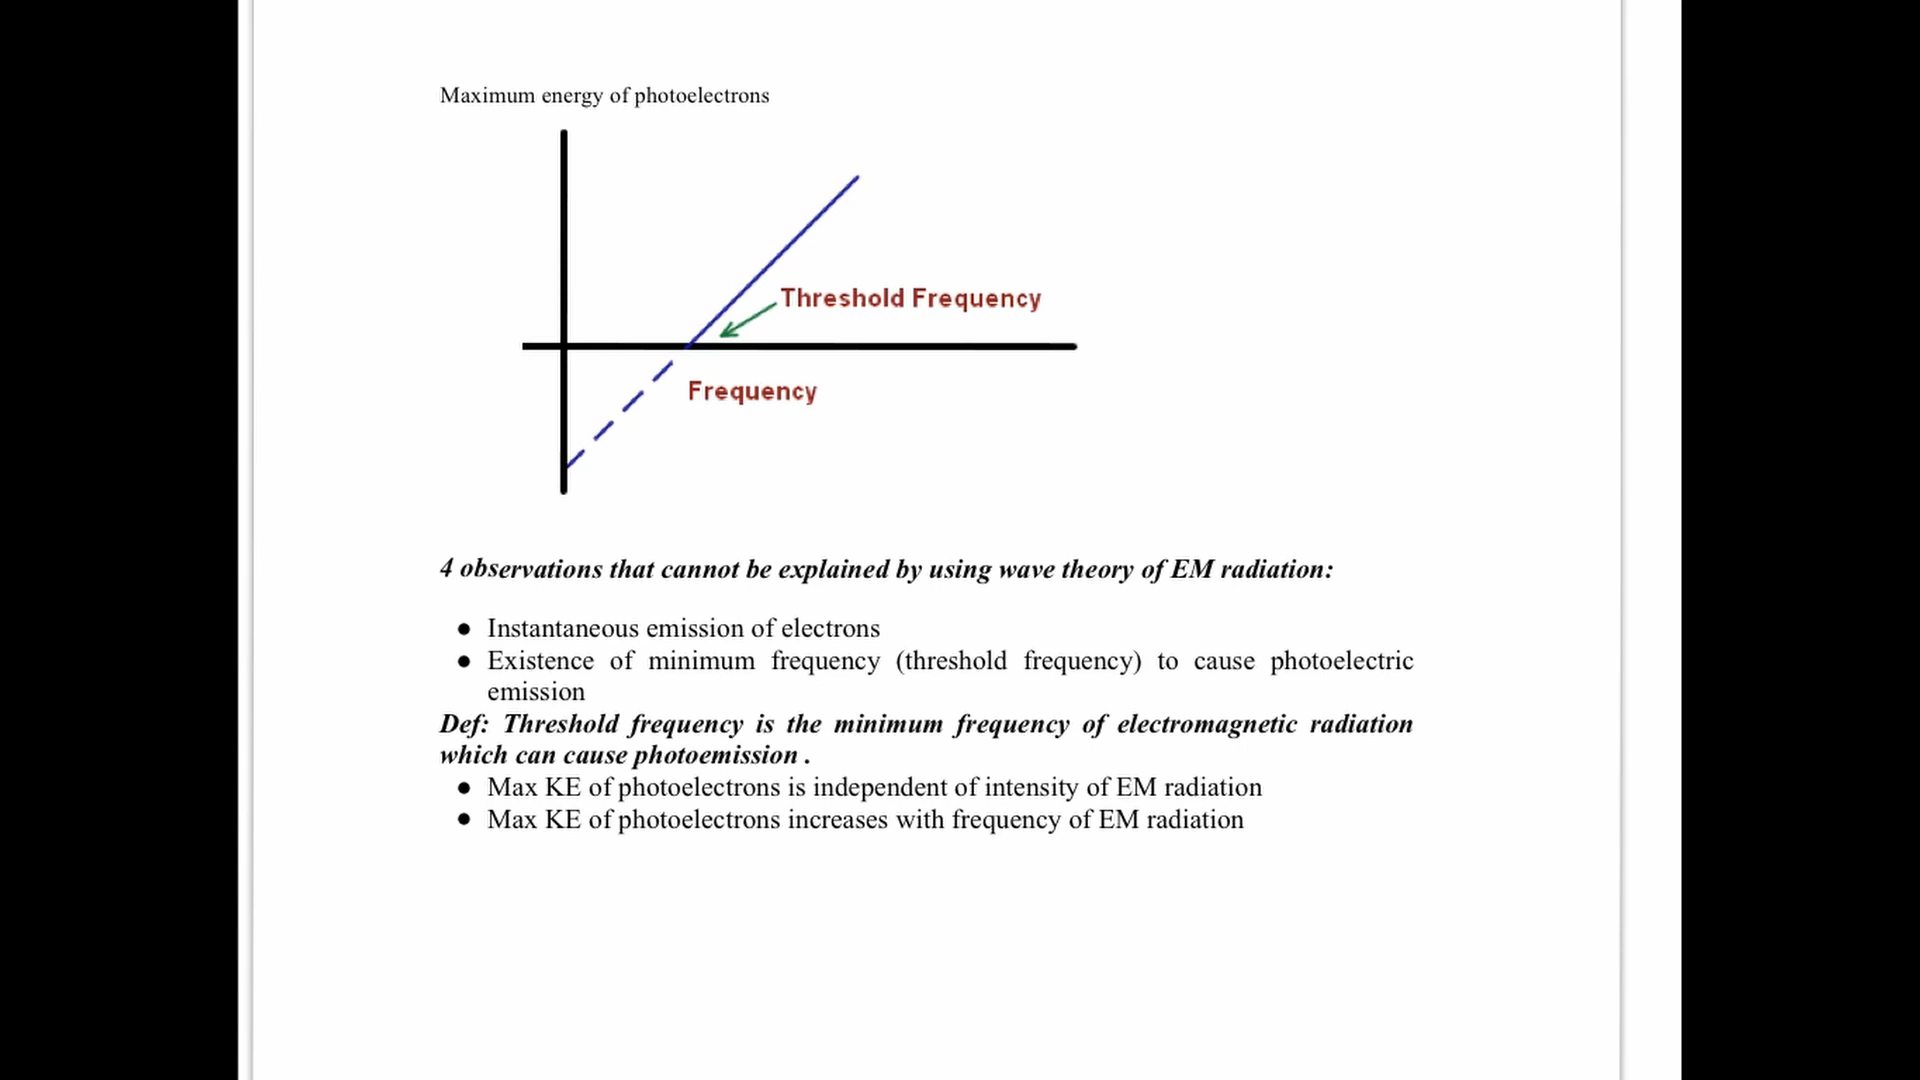 Maximum energy of photoelectrons
Threshold Frequency
Frequency
4 observations that cannot be explained by using wave theory of EM radiation:
● Instantaneous emission of electrons
● Existence of minimum frequency (threshold frequency) to cause photoelectric
emission
Def: Threshold frequency is the minimum frequency of electromagnetic radiation
which can cause photoemission .
● Max KE of photoelectrons is independent of intensity of EM radiation
● Max KE of photoelectrons increases with frequency of EM radiation